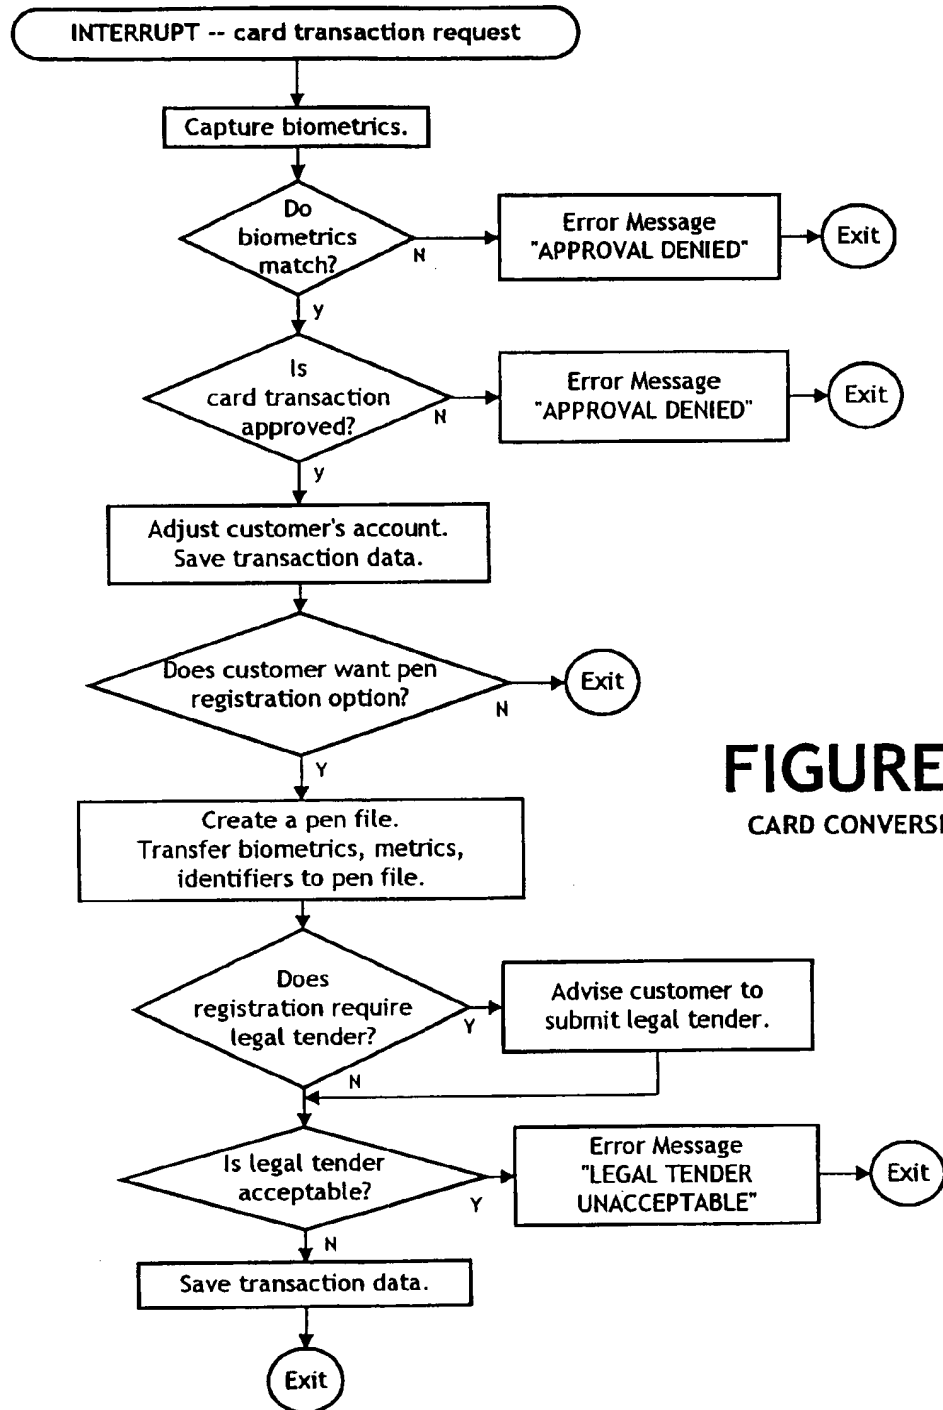 INTERRUPT -- card transaction request
Capture biometrics.
Do
biometrics
match?
N
Error Message
"APPROVAL DENIED"
Exit
y
Is
card transaction
approved?
N
Error Message
"APPROVAL DENIED"
Exit
y
Adjust customer's account.
Save transaction data.
Does customer want pen
registration option?
N
Exit
Y
FIGURE
CARD CONVERSI
Create a pen file.
Transfer biometrics, metrics,
identifiers to pen file.
Does
registration require
legal tender?
Y
Advise customer to
submit legal tender.
N
Is legal tender
acceptable?
Y
Error Message
"LEGAL TENDER
UNACCEPTABLE"
Exit
N
Save transaction data.
Exit